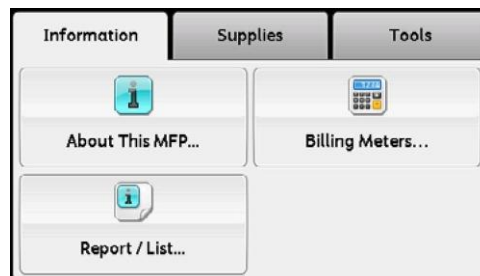 Information Supplies Tools
About This MFP... Billing Meters...
Report / List...